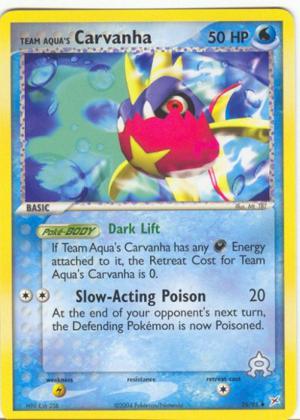 TEAM AQUA'S Carvanha 50 HP
BASIC
Poké-BODY Dark Lift
If Team Aqua's Carvanha has any Energy
attached to it, the Retreat Cost for Team
Aqua's Carvanha is 0.
Slow-Acting Poison 20
At the end of your opponent's next turn,
the Defending Pokémon is now Poisoned.
weakness resistance retreat cost
©2004 Pokémon/Nintendo